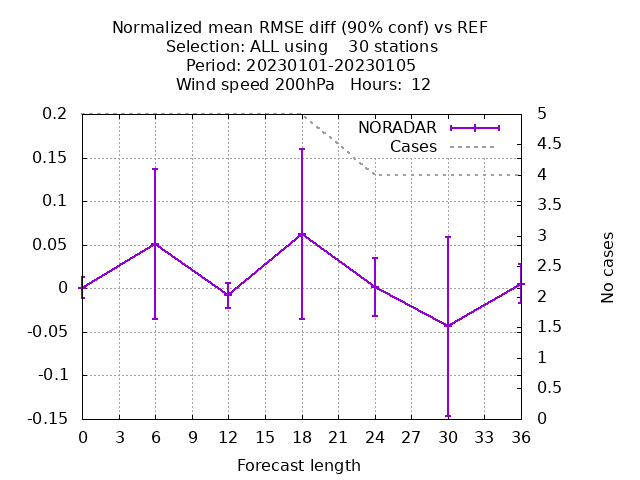 Normalized mean RMSE diff (90% conf) vs REF
Selection: ALL using    30 stations
Period: 20230101-20230105
Wind speed 200hPa   Hours:  12
NORADAR
Cases
0.2
0.15
0.1
0.05
0
-0.05
-0.1
-0.15
5
4.5
4
3.5
3
2.5
2
1.5
1
0.5
0
No cases
0 3 6 9 12 15 18 21 24 27 30 33 36
Forecast length